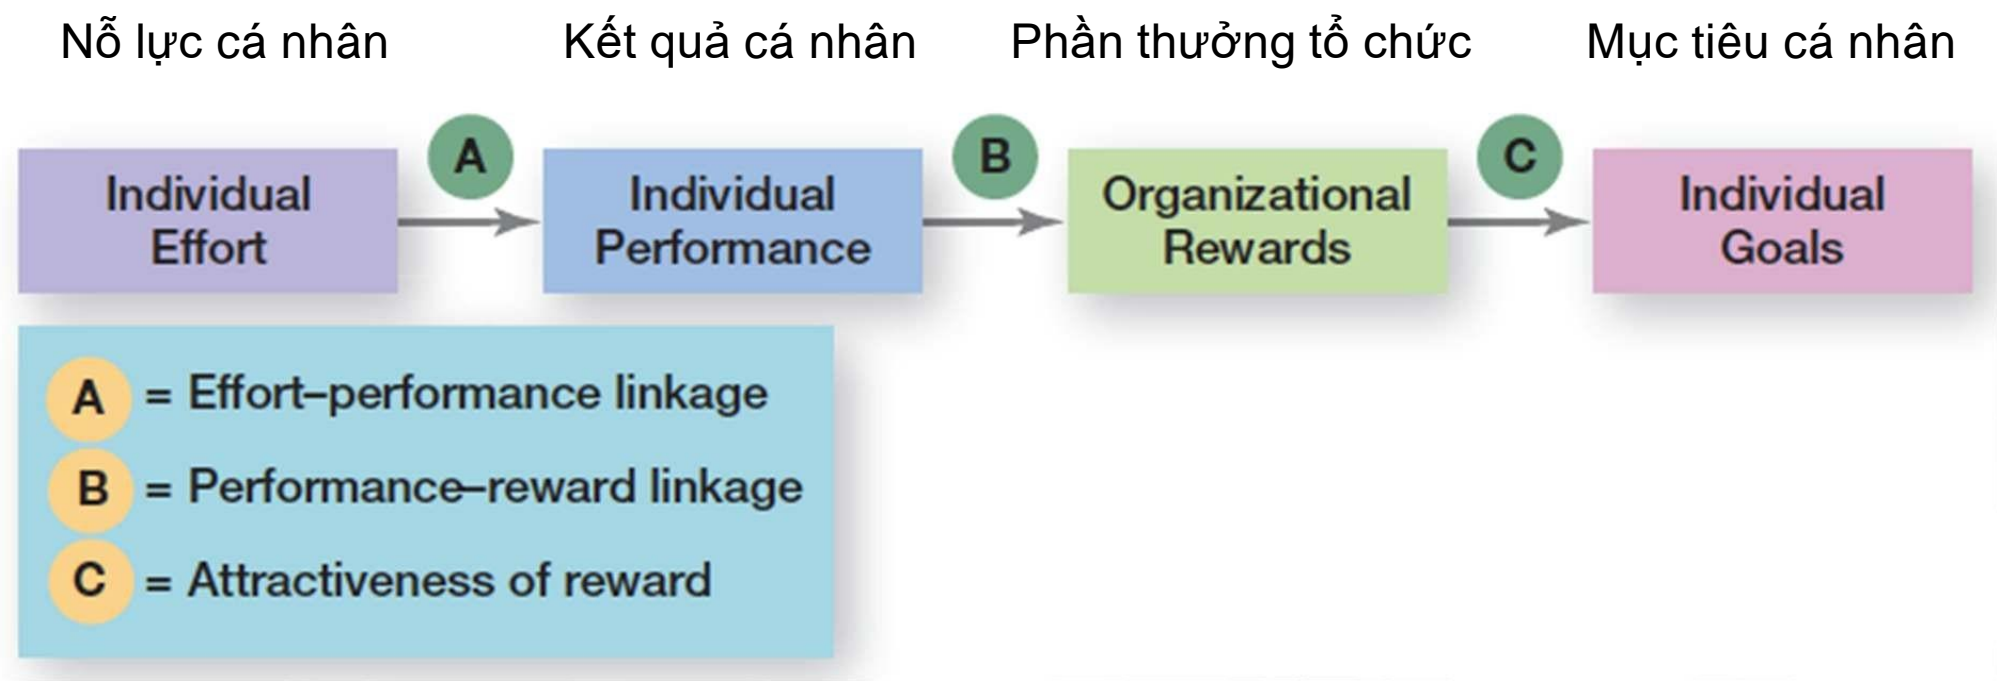 Nỗ lực cá nhân
Kết quả cá nhân
Phần thưởng tổ chức
Mục tiêu cá nhân
Individual
Effort
A
Individual
Performance
B
Organizational
Rewards
C
Individual
Goals
A = Effort–performance linkage
B = Performance–reward linkage
C = Attractiveness of reward